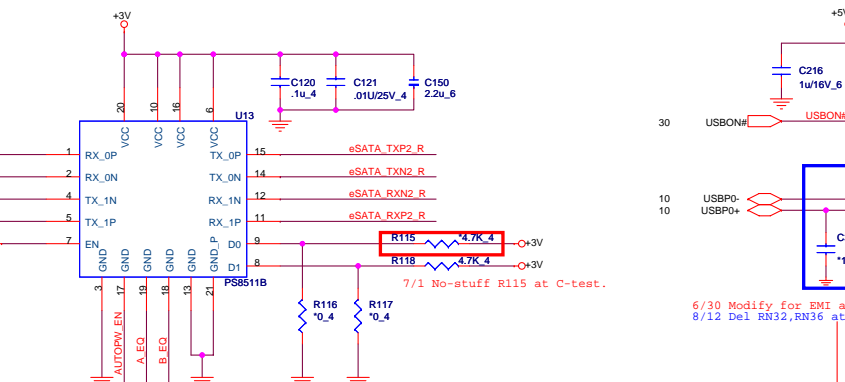 +3V
+5V
C120
.1u_4
C121
.01U/25V_4
C150
2.2u_6
C216
1u/16V_6
20
10
16
6
U13
VCC
VCC
VCC
VCC
30
USBON#
USBON#
1
RX_0P
TX_0P
15
eSATA_TXP2_R
2
RX_0N
TX_0N
14
eSATA_TXN2_R
4
TX_1N
RX_1N
12
eSATA_RXN2_R
5
TX_1P
RX_1P
11
eSATA_RXP2_R
7
EN
D0
9
R115
*4.7K_4
+3V
D1
8
R118
4.7K_4
+3V
GND
GND
GND
GND
GND
GND_P
PS8511B
7/1 No-stuff R115 at C-test.
10
USBP0-
10
USBP0+
3
17
19
18
13
21
AUTOPW_EN
A_EQ
B_EQ
R116
*0_4
R117
*0_4
6/30 Modify for EMI
8/12 Del RN32,RN36 at